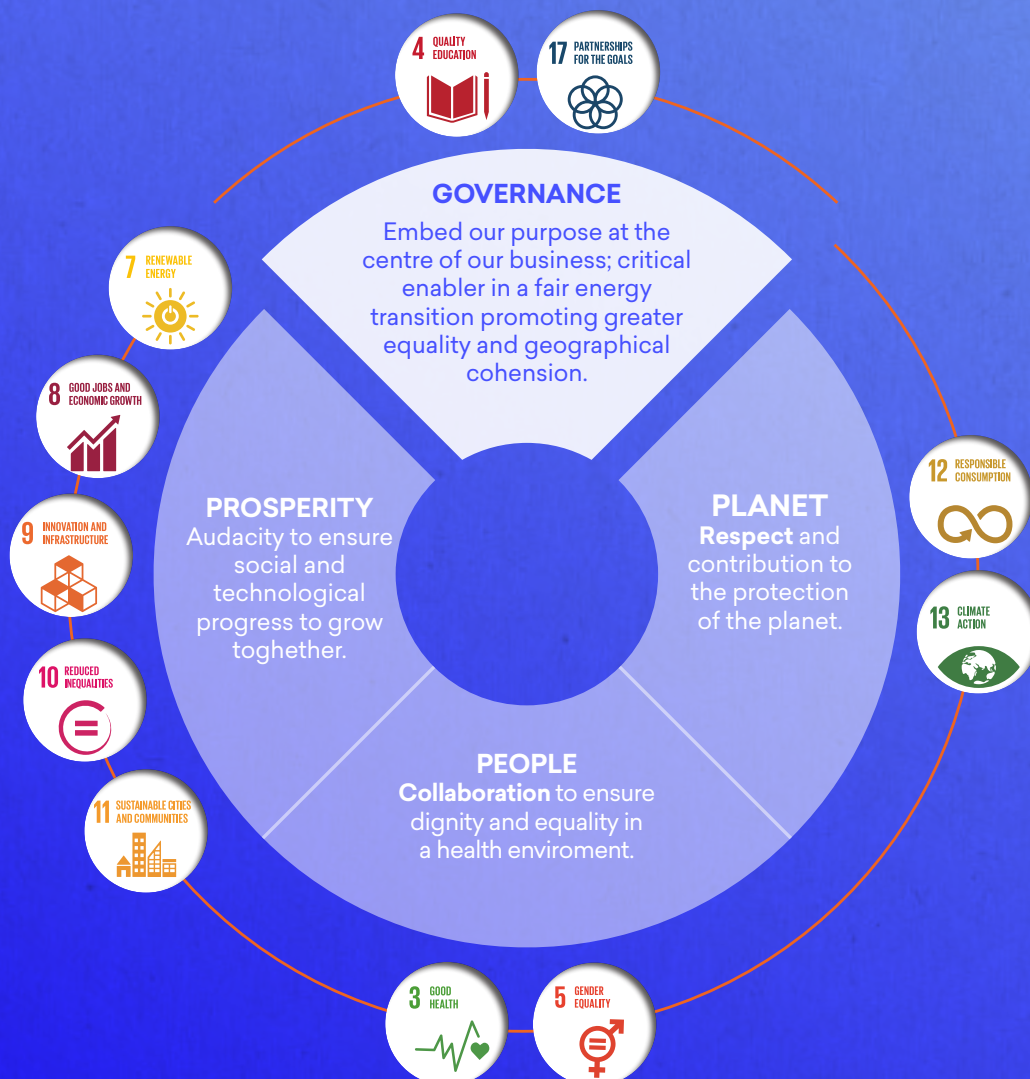 4 QUALITY
EDUCATION
17 PARTNERSHIPS
FOR THE GOALS
GOVERNANCE
Embed our purpose at the
centre of our business; critical
enabler in a fair energy
transition promoting greater
equality and geographical
cohension.
7 RENEWABLE
ENERGY
8 GOOD JOBS AND
ECONOMIC GROWTH
9 INNOVATION AND
INFRASTRUCTURE
10 REDUCED
INEQUALITIES
11 SUSTAINABLE CITIES
AND COMMUNITIES
PROSPERITY
Audacity to ensure
social and
technological
progress to grow
toghether.
PLANET
Respect and
contribution to
the protection
of the planet.
12 RESPONSIBLE
CONSUMPTION
13 CLIMATE
ACTION
PEOPLE
Collaboration to ensure
dignity and equality in
a health enviroment.
3 GOOD
HEALTH
5 GENDER
EQUALITY